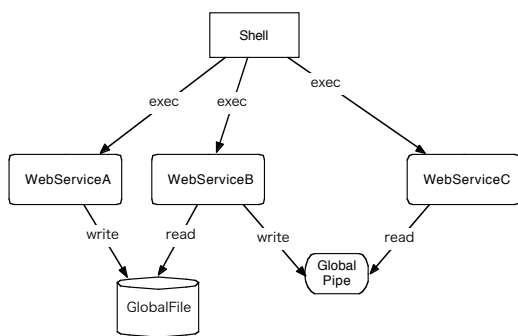 Shell
exec
exec
exec
WebServiceA
WebServiceB
WebServiceC
write
read
write
read
GlobalFile
Global
Pipe